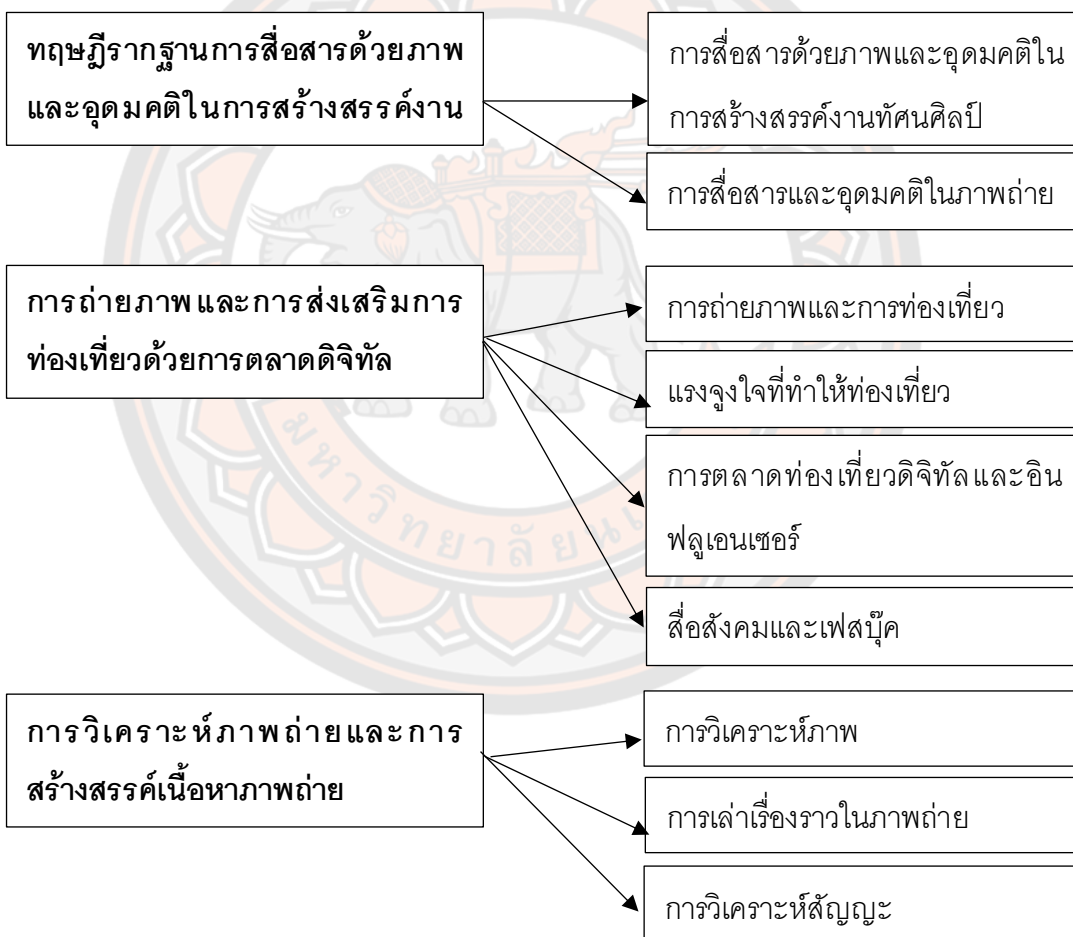 ทฤษฎีรากฐานการสื่อสารด้วยภาพ
และอุดมคติในการสร้างสรรค์งาน
การสื่อสารด้วยภาพและอุดมคติใน
การสร้างสรรค์งานทัศนศิลป์
การสื่อสารและอุดมคติในภาพถ่าย
การถ่ายภาพและการส่งเสริมการ
ท่องเที่ยวด้วยการตลาดดิจิทัล
การถ่ายภาพและการท่องเที่ยว
แรงจูงใจที่ทำให้ท่องเที่ยว
การตลาดท่องเที่ยวดิจิทัลและอิน
ฟลูเอนเซอร์
สื่อสังคมและเฟสบุ๊ค
การวิเคราะห์ภาพถ่ายและการ
สร้างสรรค์เนื้อหาภาพถ่าย
การวิเคราะห์ภาพ
การเล่าเรื่องราวในภาพถ่าย
การวิเคราะห์สัญญะ
มหาวิทยาลัย